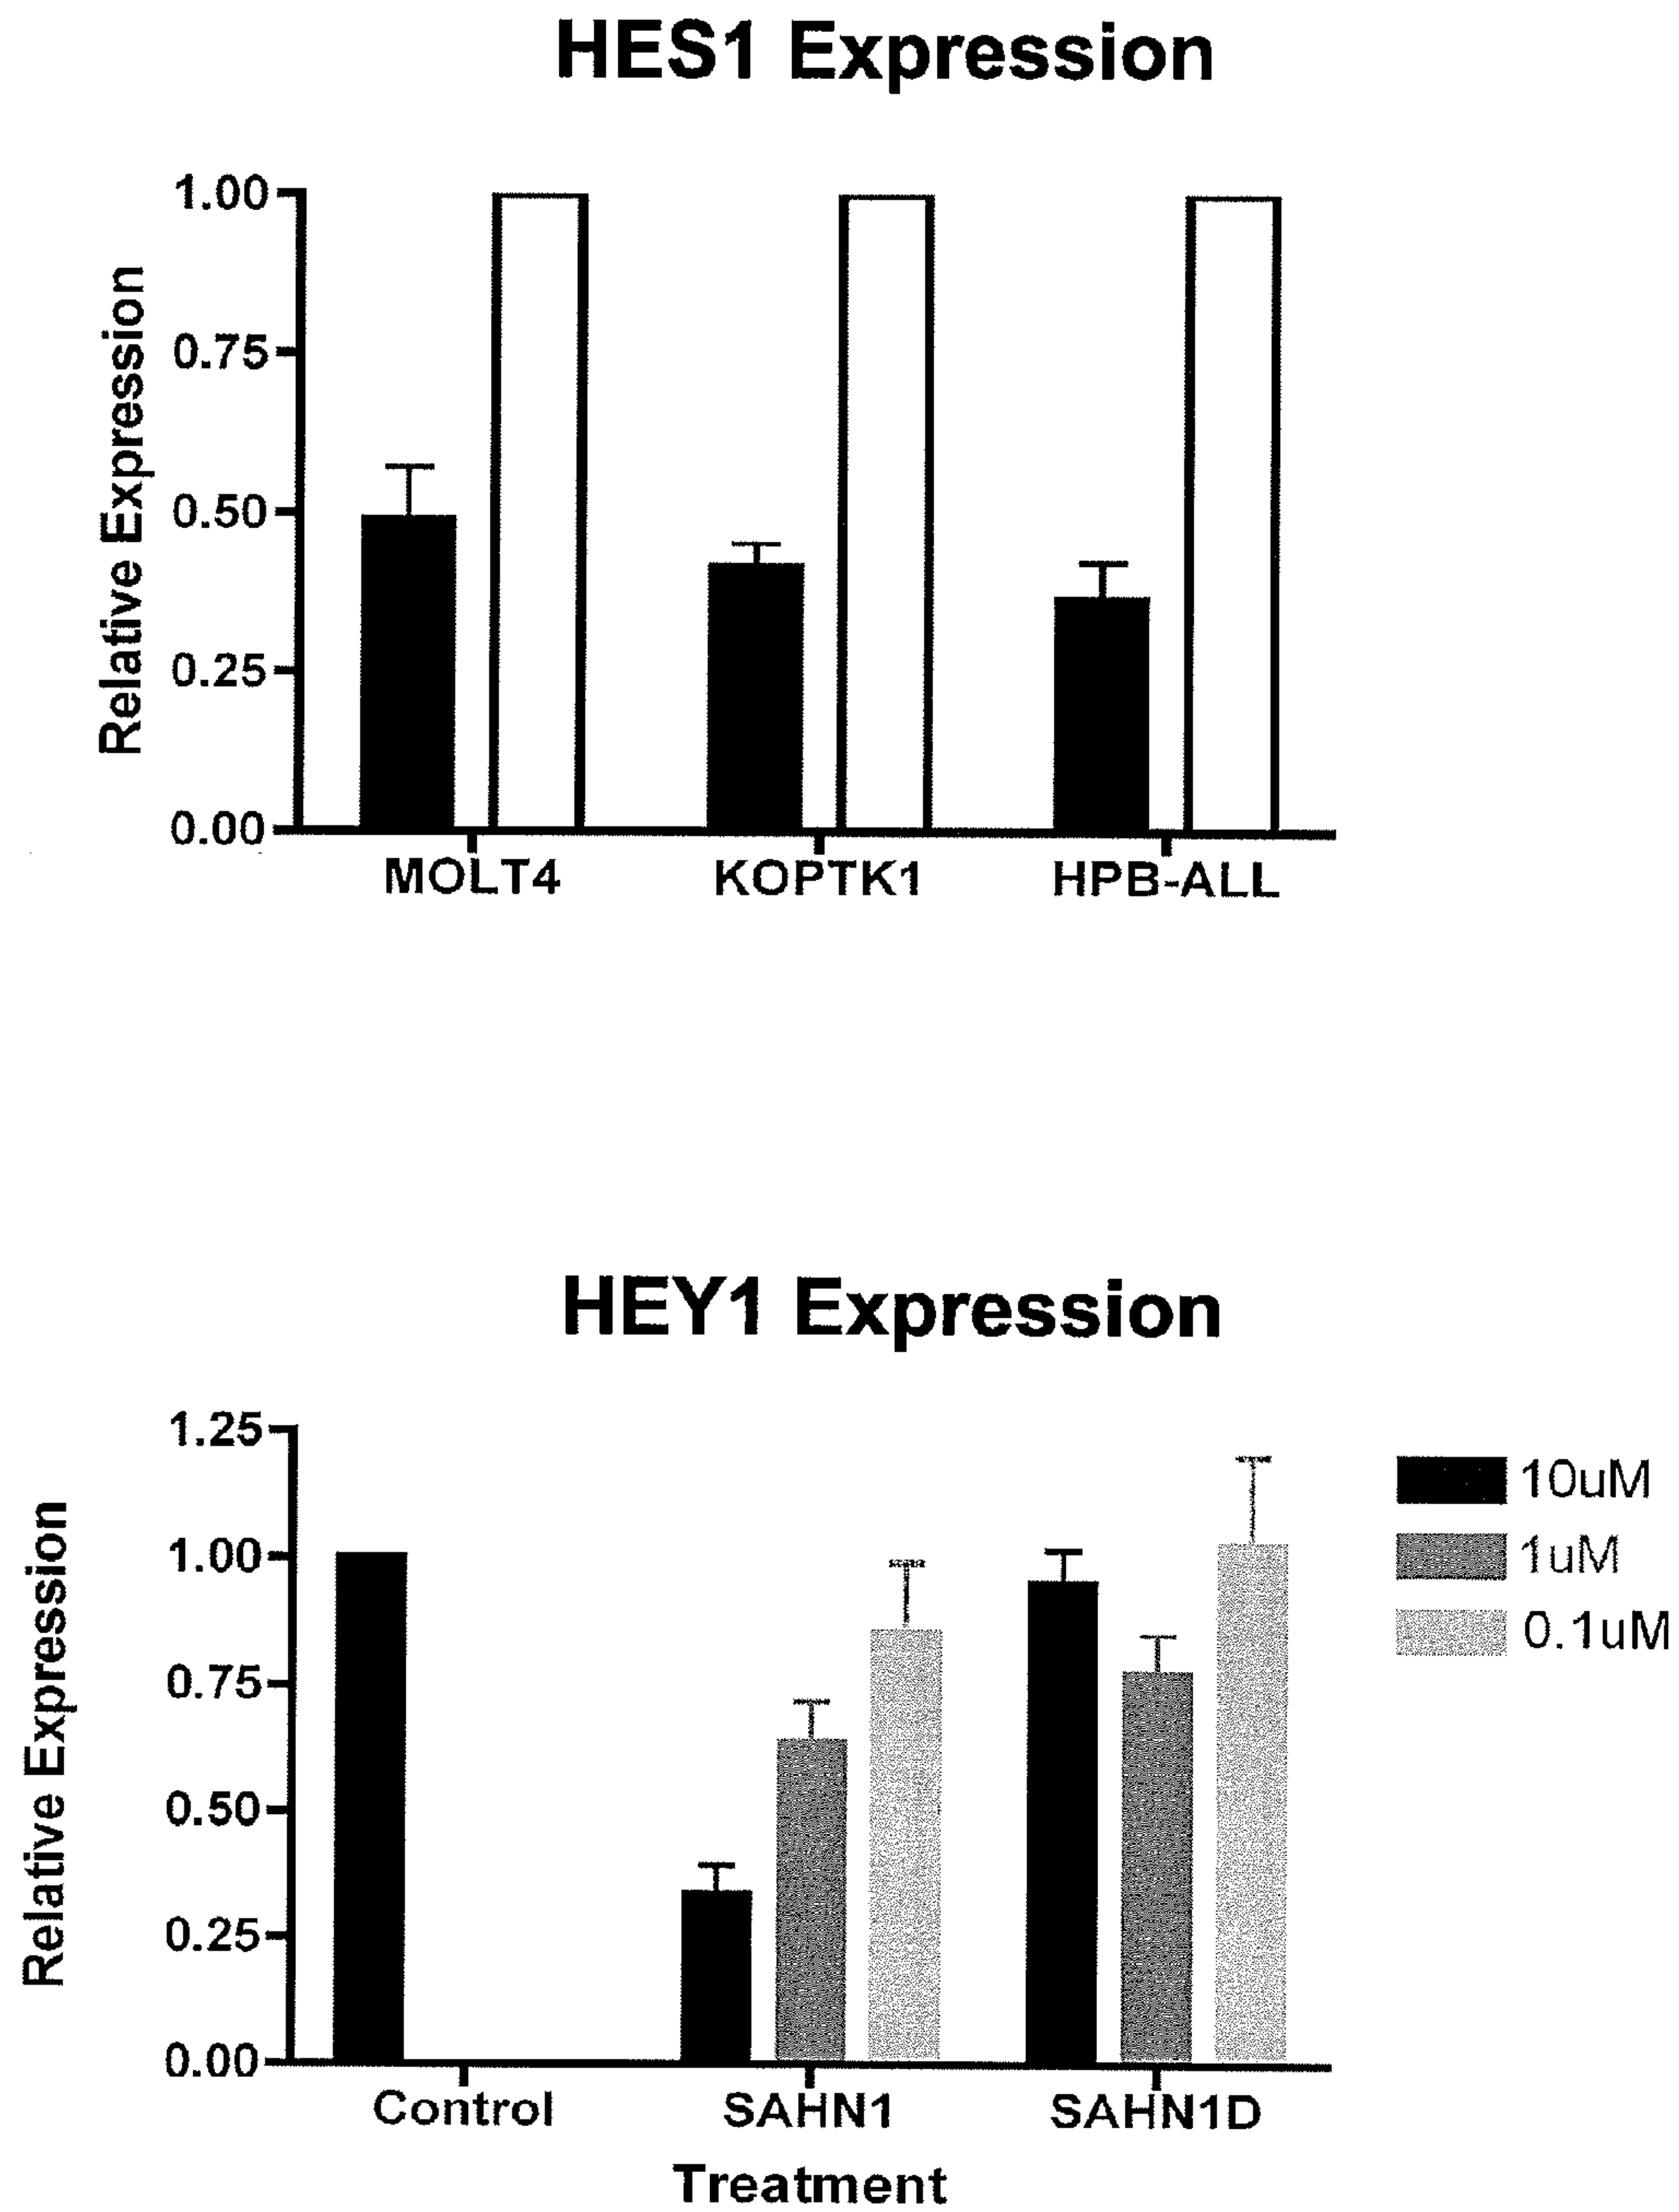 HES1 Expression
Relative Expression
1.00
0.75
0.50
0.25
0.00
MOLT4 KOPTK1 HPB-ALL
HEY1 Expression
Relative Expression
1.25
1.00
0.75
0.50
0.25
0.00
10uM
1uM
0.1uM
Control SAHN1 SAHN1D
Treatment